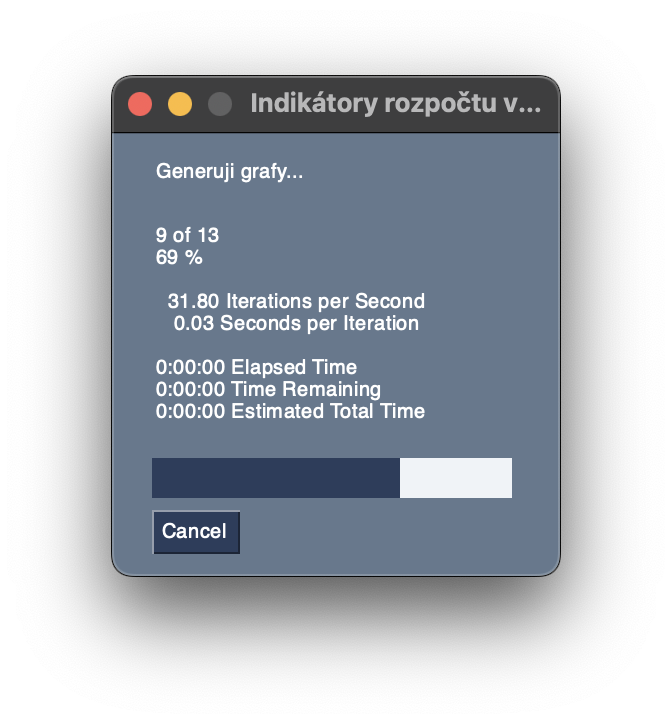 Indikátory rozpočtu v...
Generuji grafy...
9 of 13
69 %
31.80 Iterations per Second
0.03 Seconds per Iteration
0:00:00 Elapsed Time
0:00:00 Time Remaining
0:00:00 Estimated Total Time
Cancel